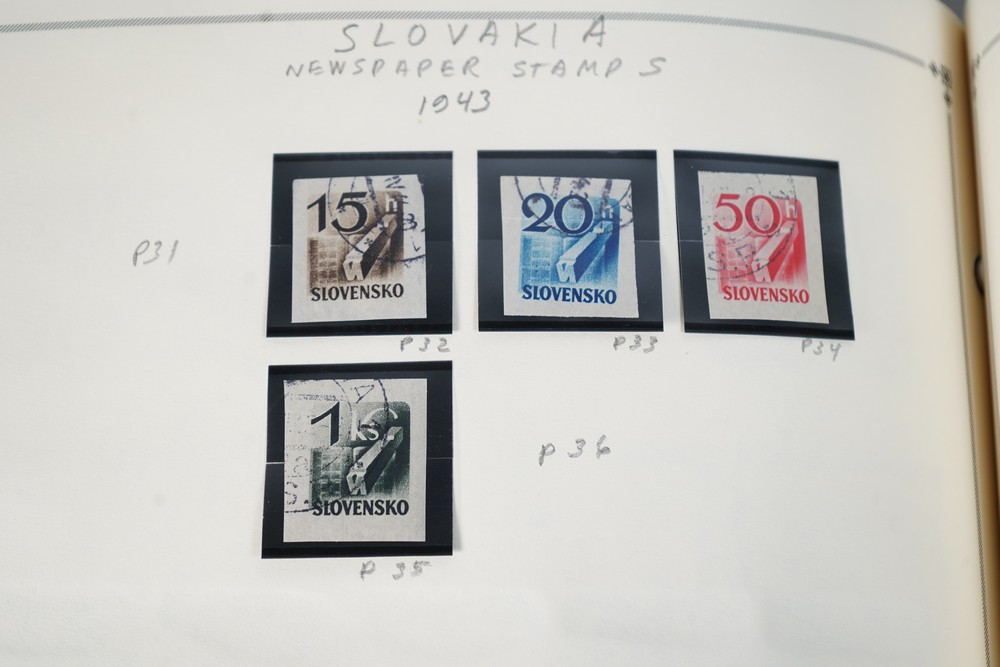 SLOVAKIA
NEWSPAPER STAMPS
1943
P31
15 h
SLOVENSKO
P32
20 h
SLOVENSKO
P33
50 h
SLOVENSKO
P34
1 KS
SLOVENSKO
P35
P36